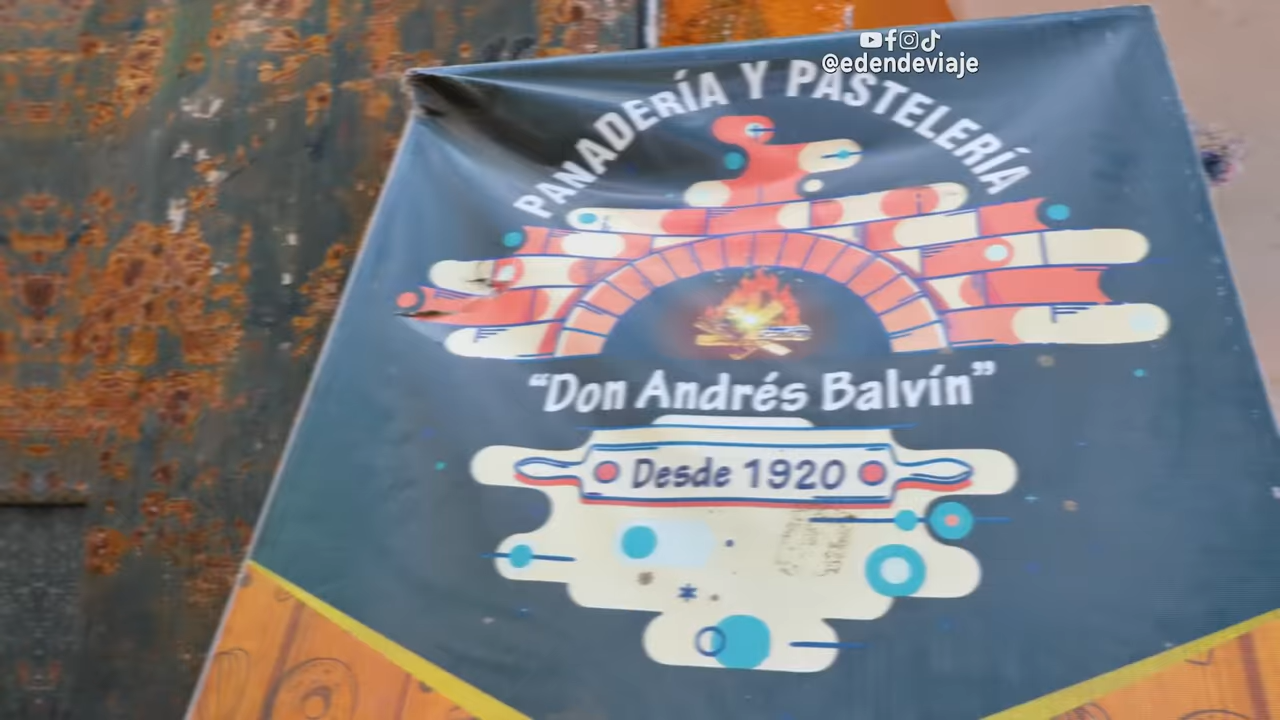 @edendeviaje
PANADERÍA Y PASTELERÍA
“Don Andrés Balvín”
Desde 1920